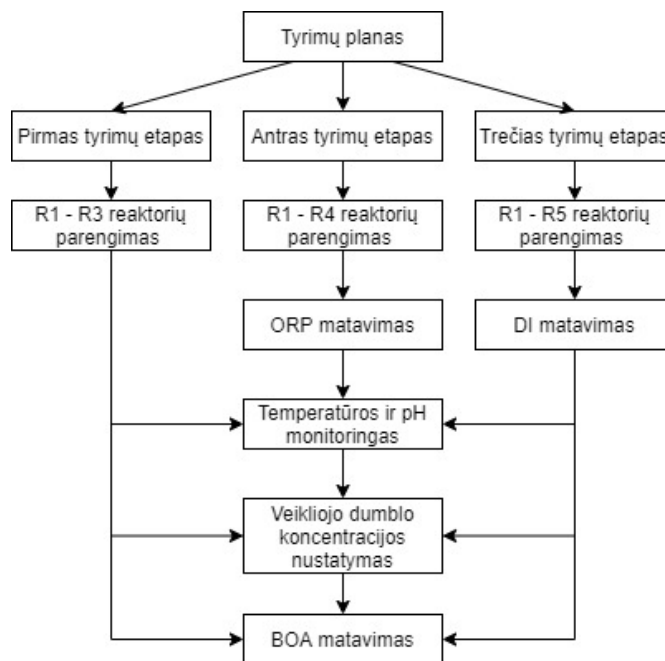 Tyrimų planas
Pirmas tyrimų etapas
Antras tyrimų etapas
Trečias tyrimų etapas
R1 - R3 reaktorių
parengimas
R1 - R4 reaktorių
parengimas
R1 - R5 reaktorių
parengimas
ORP matavimas
DI matavimas
Temperatūros ir pH
monitoringas
Veikliojo dumblo
koncentracijos
nustatymas
BOA matavimas